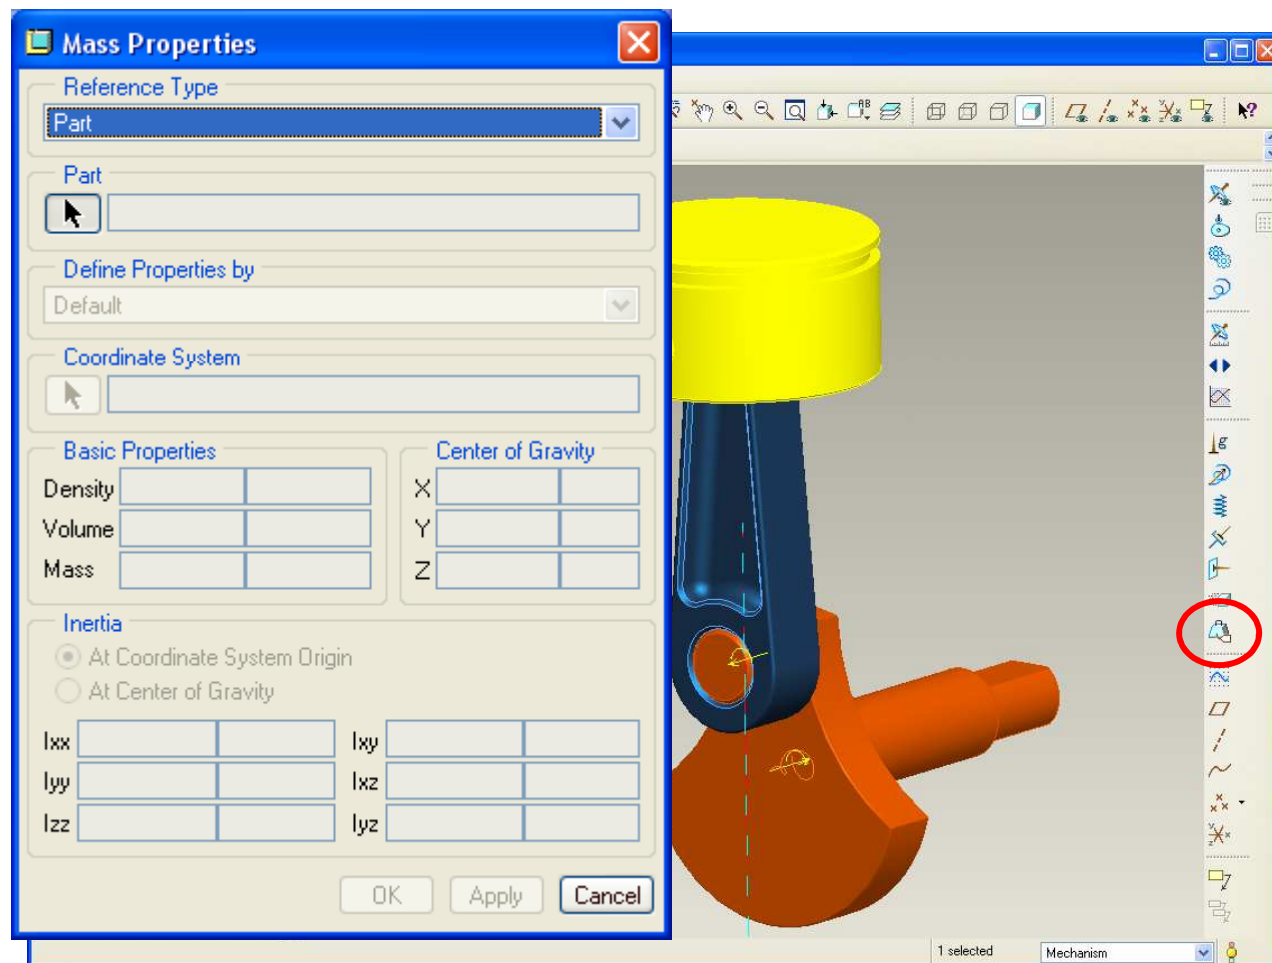 Mass Properties
Reference Type
Part
Part
Define Properties by
Default
Coordinate System
Basic Properties
Density
Volume
Mass
Center of Gravity
X
Y
Z
Inertia
At Coordinate System Origin
At Center of Gravity
Ixx
Ixy
Iyy
Ixz
Izz
Iyz
OK Apply Cancel
1 selected Mechanism